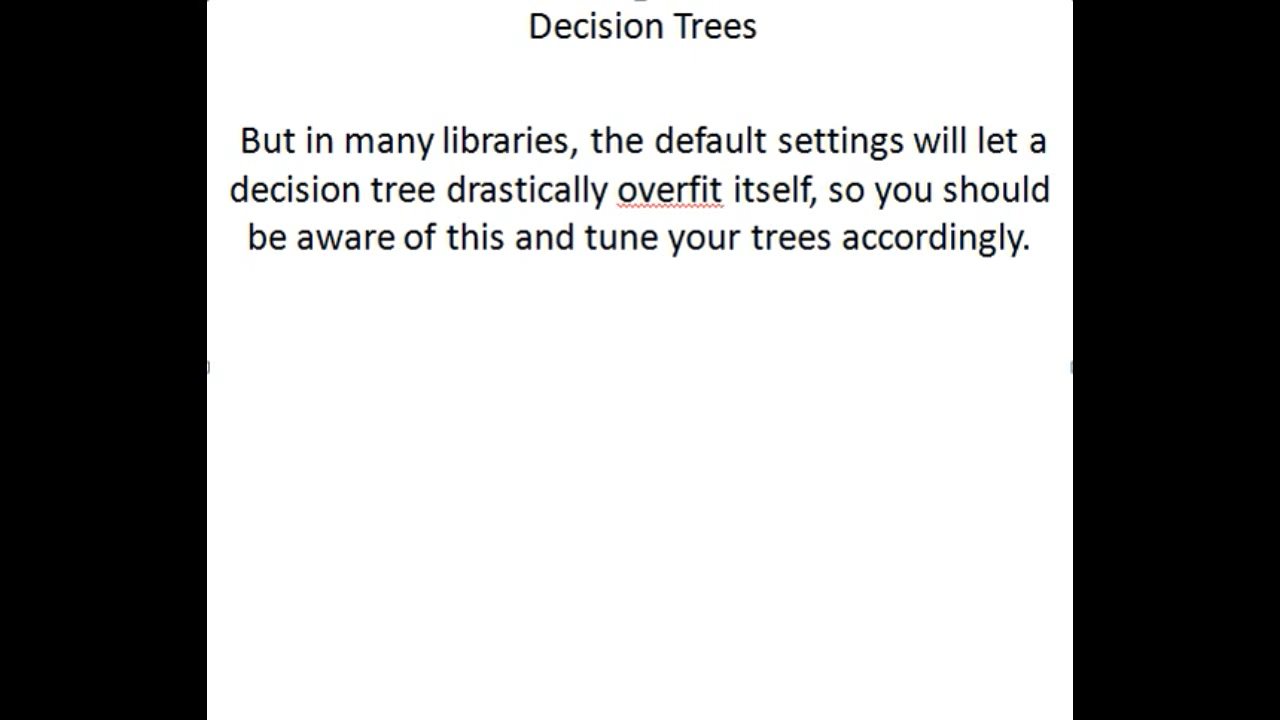 Decision Trees
But in many libraries, the default settings will let a
decision tree drastically overfit itself, so you should
be aware of this and tune your trees accordingly.